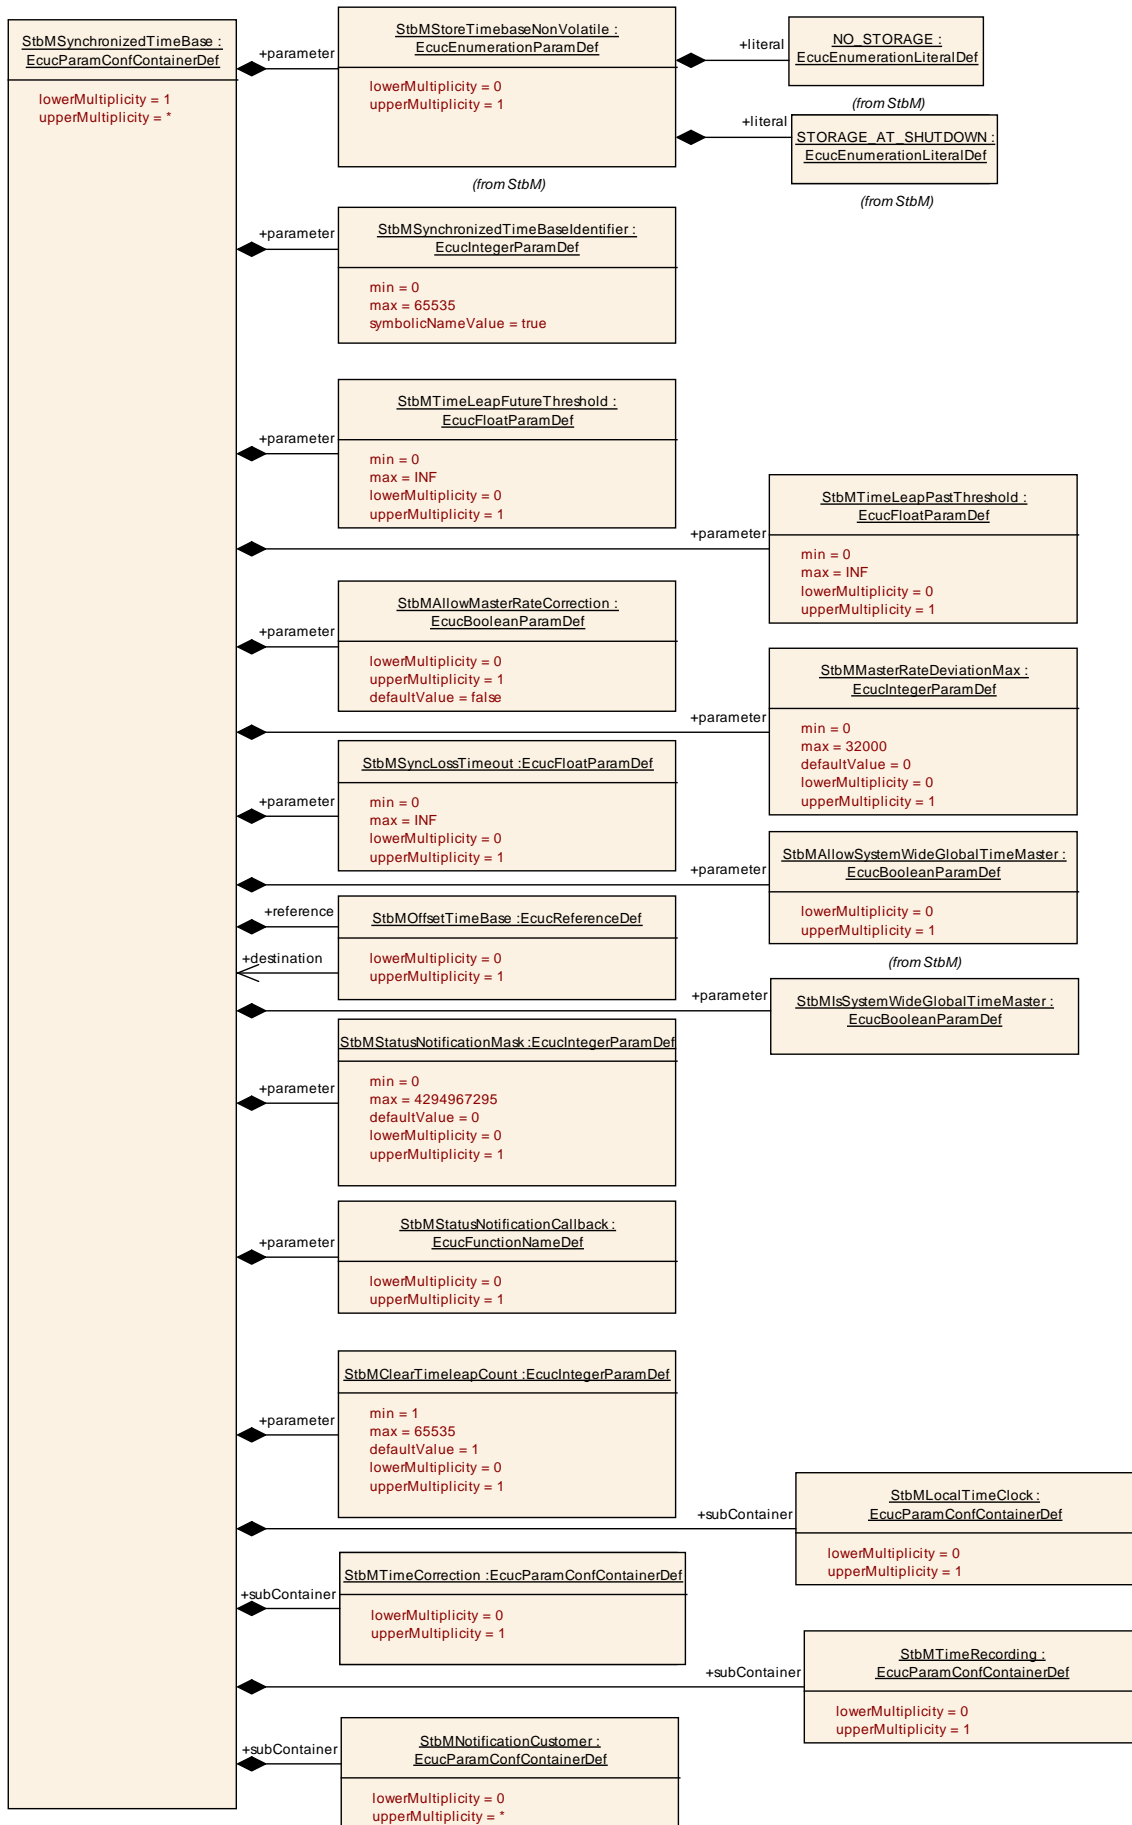 StbMSynchronizedTimeBase :
EcucParamConfContainerDef
lowerMultiplicity = 1
upperMultiplicity = *
+parameter
StbMStoreTimebaseNonVolatile :
EcucEnumerationParamDef
lowerMultiplicity = 0
upperMultiplicity = 1
(from StbM)
+literal
NO_STORAGE :
EcucEnumerationLiteralDef
(from StbM)
+literal
STORAGE_AT_SHUTDOWN :
EcucEnumerationLiteralDef
(from StbM)
+parameter
StbMSynchronizedTimeBaseIdentifier :
EcucIntegerParamDef
min = 0
max = 65535
symbolicNameValue = true
+parameter
StbMTimeLeapFutureThreshold :
EcucFloatParamDef
min = 0
max = INF
lowerMultiplicity = 0
upperMultiplicity = 1
+parameter
StbMTimeLeapPastThreshold :
EcucFloatParamDef
min = 0
max = INF
lowerMultiplicity = 0
upperMultiplicity = 1
+parameter
StbMAllowMasterRateCorrection :
EcucBooleanParamDef
lowerMultiplicity = 0
upperMultiplicity = 1
defaultValue = false
+parameter
StbMMasterRateDeviationMax :
EcucIntegerParamDef
min = 0
max = 32000
defaultValue = 0
lowerMultiplicity = 0
upperMultiplicity = 1
+parameter
StbMSyncLossTimeout :EcucFloatParamDef
min = 0
max = INF
lowerMultiplicity = 0
upperMultiplicity = 1
+parameter
StbMAllowSystemWideGlobalTimeMaster :
EcucBooleanParamDef
lowerMultiplicity = 0
upperMultiplicity = 1
(from StbM)
+reference
+destination
StbMOffsetTimeBase :EcucReferenceDef
lowerMultiplicity = 0
upperMultiplicity = 1
+parameter
StbMIsSystemWideGlobalTimeMaster :
EcucBooleanParamDef
+parameter
StbMStatusNotificationMask :EcucIntegerParamDef
min = 0
max = 4294967295
defaultValue = 0
lowerMultiplicity = 0
upperMultiplicity = 1
+parameter
StbMStatusNotificationCallback :
EcucFunctionNameDef
lowerMultiplicity = 0
upperMultiplicity = 1
+parameter
StbMClearTimeleapCount :EcucIntegerParamDef
min = 1
max = 65535
defaultValue = 1
lowerMultiplicity = 0
upperMultiplicity = 1
+subContainer
StbMLocalTimeClock :
EcucParamConfContainerDef
lowerMultiplicity = 0
upperMultiplicity = 1
+subContainer
StbMTimeCorrection :EcucParamConfContainerDef
lowerMultiplicity = 0
upperMultiplicity = 1
+subContainer
StbMTimeRecording :
EcucParamConfContainerDef
lowerMultiplicity = 0
upperMultiplicity = 1
+subContainer
StbMNotificationCustomer :
EcucParamConfContainerDef
lowerMultiplicity = 0
upperMultiplicity = *